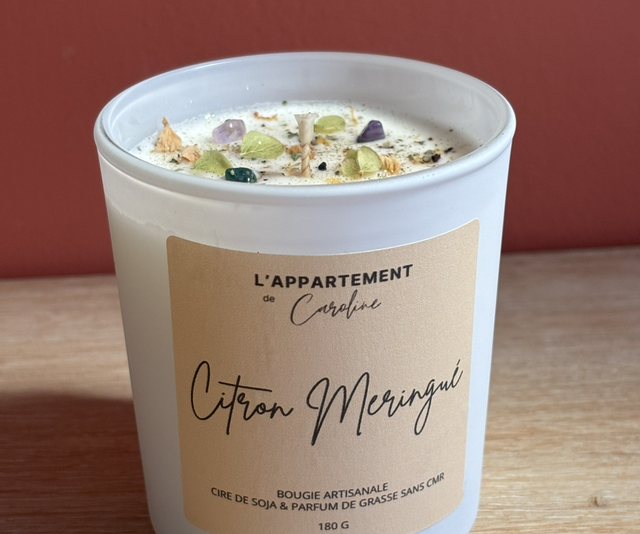 L'APPARTEMENT
de Caroline
Citron Meringué
BOUGIE ARTISANALE
CIRE DE SOJA & PARFUM DE GRASSE SANS CMR
180 G